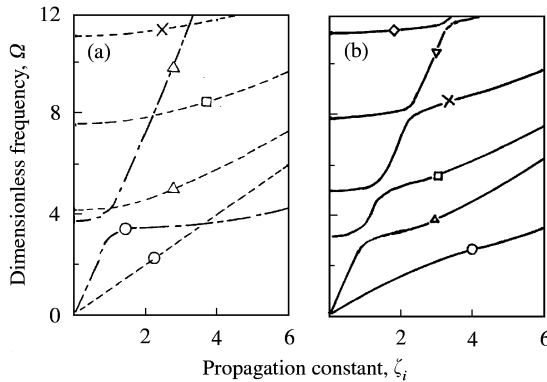 12
8
4
0
(a)
(b)
2 4 6
2 4 6
Dimensionless frequency, Ω
Propagation constant, ζᵢ